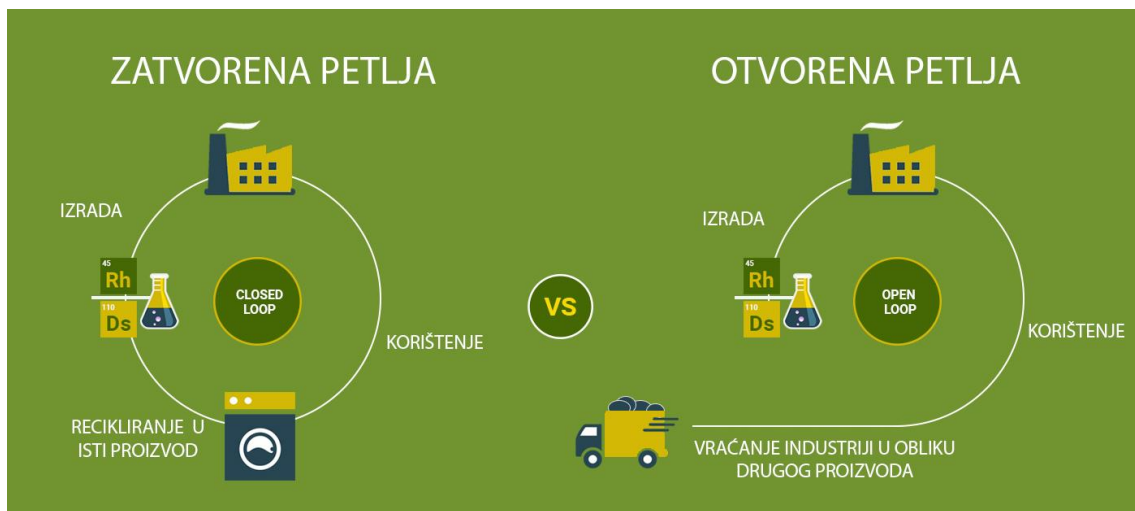 ZATVORENA PETLJA
IZRADA
45
Rh
110
Ds
CLOSED
LOOP
KORIŠTENJE
RECIKLIRANJE U
ISTI PROIZVOD
VS
OTVORENA PETLJA
IZRADA
45
Rh
110
Ds
OPEN
LOOP
KORIŠTENJE
VRAĆANJE INDUSTRIJI U OBLIKU
DRUGOG PROIZVODA